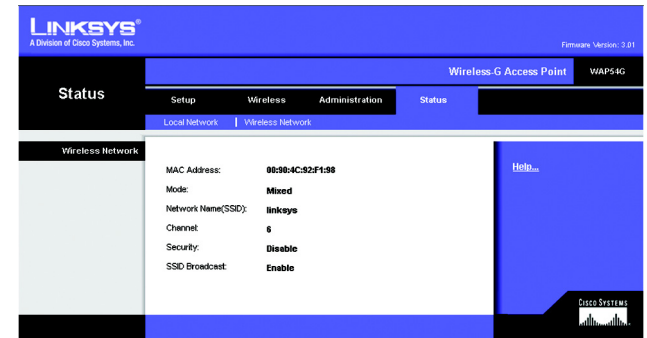 LINKSYS®
A Division of Cisco Systems, Inc.
Firmware Version: 3.01
Wireless-G Access Point WAP54G
Status
Setup Wireless Administration Status
Local Network Wireless Network
Wireless Network
MAC Address: 00:90:4C:92:F1:98
Mode: Mixed
Network Name(SSID): linksys
Channel: 6
Security: Disable
SSID Broadcast: Enable
Help...
CISCO SYSTEMS